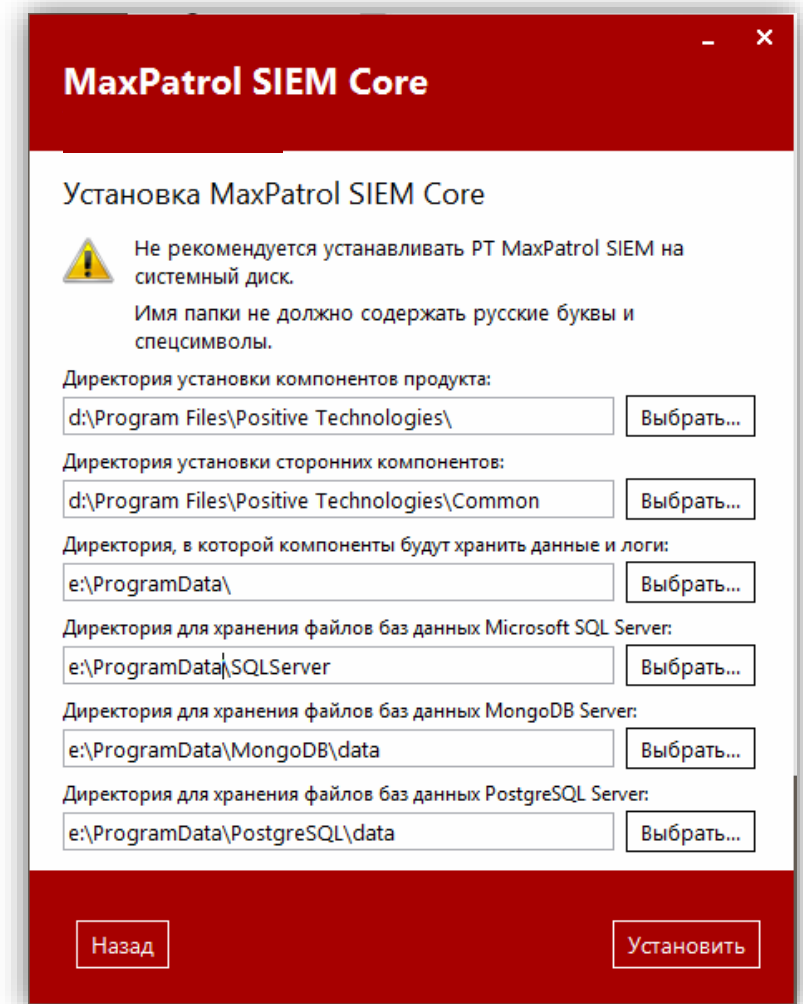 MaxPatrol SIEM Core
Установка MaxPatrol SIEM Core
Не рекомендуется устанавливать PT MaxPatrol SIEM на
системный диск.
Имя папки не должно содержать русские буквы и
спецсимволы.
Директория установки компонентов продукта:
d:\Program Files\Positive Technologies\
Выбрать...
Директория установки сторонних компонентов:
d:\Program Files\Positive Technologies\Common
Выбрать...
Директория, в которой компоненты будут хранить данные и логи:
e:\ProgramData\
Выбрать...
Директория для хранения файлов баз данных Microsoft SQL Server:
e:\ProgramData\SQLServer
Выбрать...
Директория для хранения файлов баз данных MongoDB Server:
e:\ProgramData\MongoDB\data
Выбрать...
Директория для хранения файлов баз данных PostgreSQL Server:
e:\ProgramData\PostgreSQL\data
Выбрать...
Назад
Установить